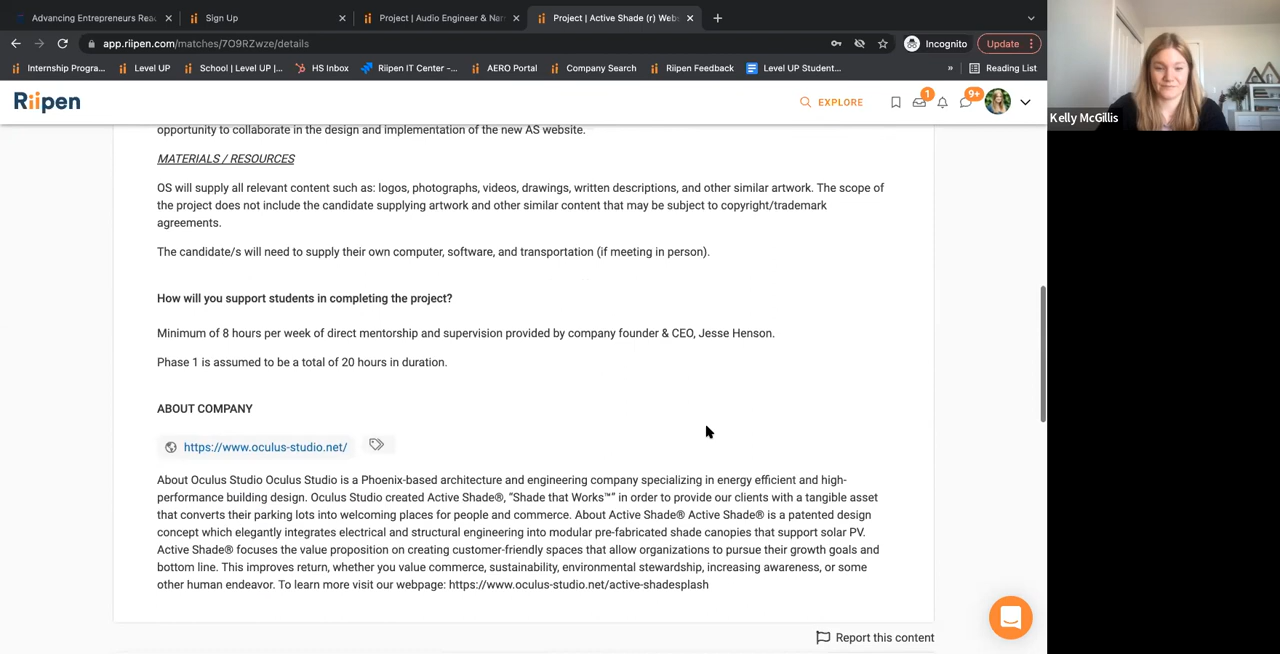 Advancing Entrepreneurs Rea
Sign Up
Project | Audio Engineer & Nar
Project | Active Shade (r) Webs
app.riipen.com/matches/7O9RZwze/details
Incognito
Update
Internship Progra...
Level UP
School | Level UP |...
HS Inbox
Riipen IT Center -...
AERO Portal
Company Search
Riipen Feedback
Level UP Student...
»
Reading List
Riipen
EXPLORE
1
9+
Kelly McGillis
opportunity to collaborate in the design and implementation of the new AS website.
MATERIALS / RESOURCES
OS will supply all relevant content such as: logos, photographs, videos, drawings, written descriptions, and other similar artwork. The scope of
the project does not include the candidate supplying artwork and other similar content that may be subject to copyright/trademark
agreements.
The candidate/s will need to supply their own computer, software, and transportation (if meeting in person).
How will you support students in completing the project?
Minimum of 8 hours per week of direct mentorship and supervision provided by company founder & CEO, Jesse Henson.
Phase 1 is assumed to be a total of 20 hours in duration.
ABOUT COMPANY
https://www.oculus-studio.net/
About Oculus Studio Oculus Studio is a Phoenix-based architecture and engineering company specializing in energy efficient and high-
performance building design. Oculus Studio created Active Shade®, “Shade that Works™” in order to provide our clients with a tangible asset
that converts their parking lots into welcoming places for people and commerce. About Active Shade® Active Shade® is a patented design
concept which elegantly integrates electrical and structural engineering into modular pre-fabricated shade canopies that support solar PV.
Active Shade® focuses the value proposition on creating customer-friendly spaces that allow organizations to pursue their growth goals and
bottom line. This improves return, whether you value commerce, sustainability, environmental stewardship, increasing awareness, or some
other human endeavor. To learn more visit our webpage: https://www.oculus-studio.net/active-shadesplash
Report this content